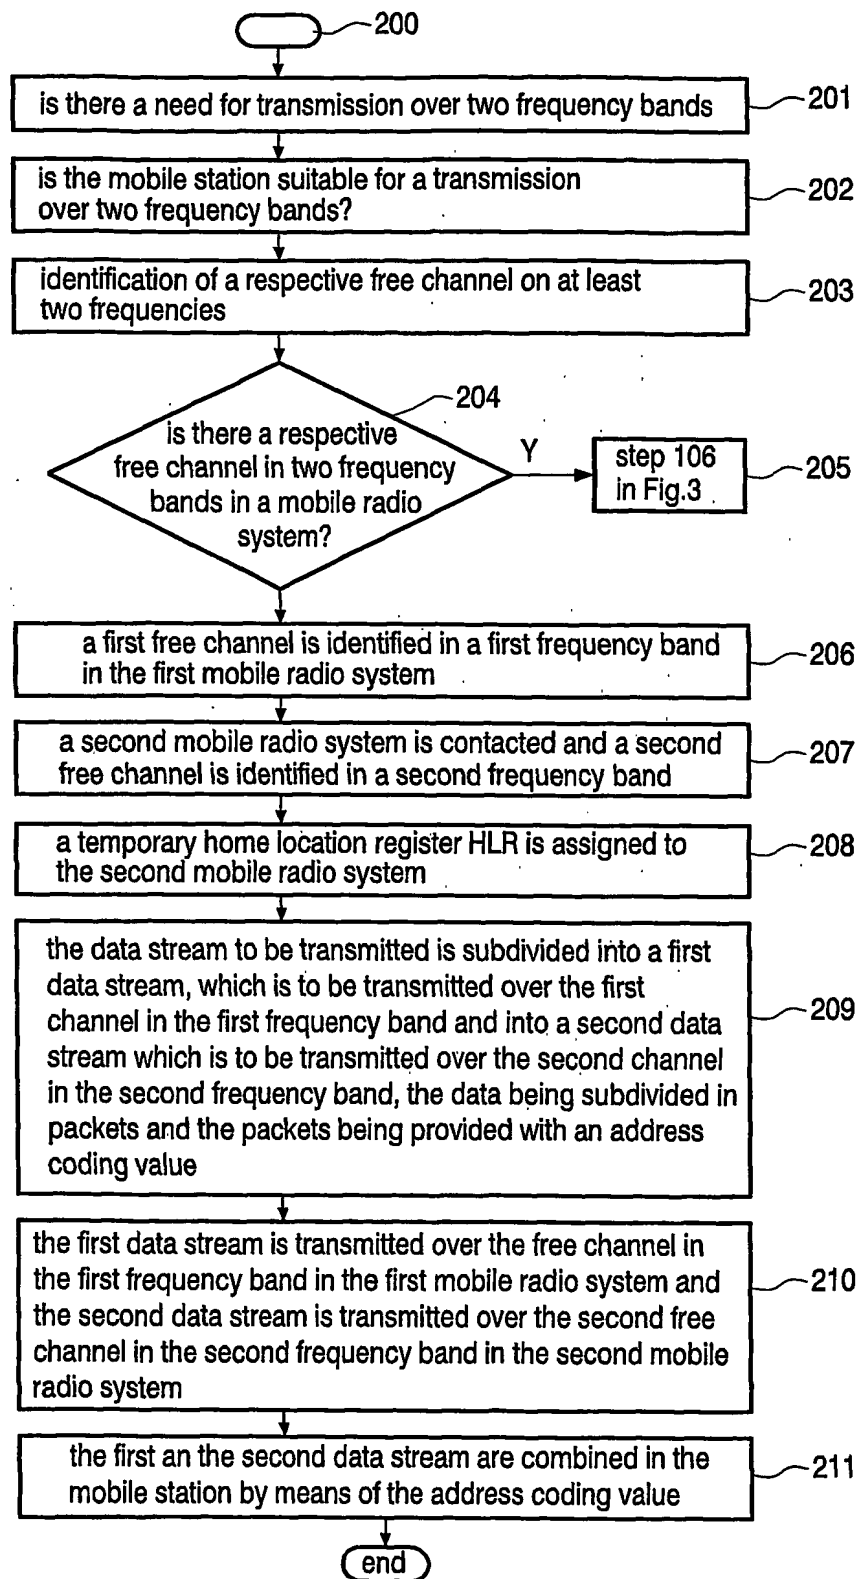 200
is there a need for transmission over two frequency bands
201
is the mobile station suitable for a transmission
over two frequency bands?
202
identification of a respective free channel on at least
two frequencies
203
204
is there a respective
free channel in two frequency
bands in a mobile radio
system?
Y
step 106
in Fig.3
205
a first free channel is identified in a first frequency band
in the first mobile radio system
206
a second mobile radio system is contacted and a second
free channel is identified in a second frequency band
207
a temporary home location register HLR is assigned to
the second mobile radio system
208
the data stream to be transmitted is subdivided into a first
data stream, which is to be transmitted over the first
channel in the first frequency band and into a second data
stream which is to be transmitted over the second channel
in the second frequency band, the data being subdivided in
packets and the packets being provided with an address
coding value
209
the first data stream is transmitted over the free channel in
the first frequency band in the first mobile radio system and
the second data stream is transmitted over the second free
channel in the second frequency band in the second mobile
radio system
210
the first an the second data stream are combined in the
mobile station by means of the address coding value
211
end